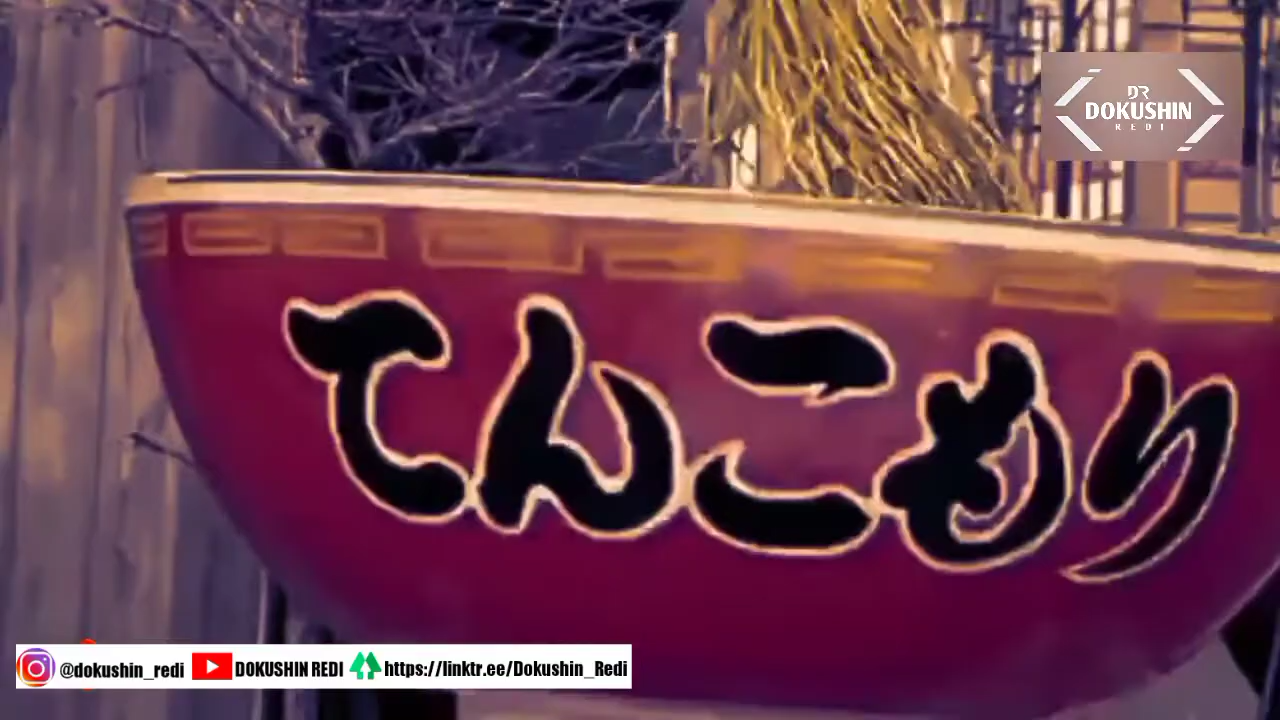 DR
DOKUSHIN
REDI
てんこもり
@dokushin_redi DOKUSHIN REDI https://linktr.ee/Dokushin_Redi